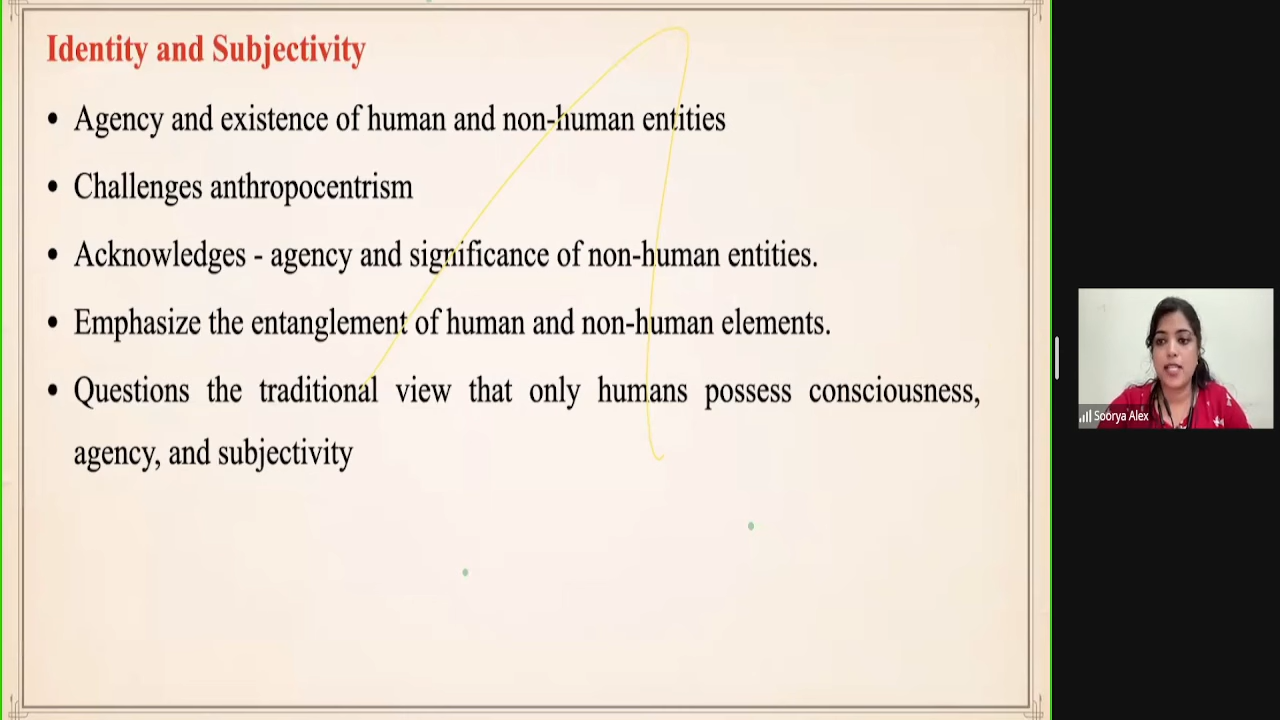 Identity and Subjectivity
• Agency and existence of human and non-human entities
• Challenges anthropocentrism
• Acknowledges - agency and significance of non-human entities.
• Emphasize the entanglement of human and non-human elements.
• Questions the traditional view that only humans possess consciousness,
agency, and subjectivity
Soorya Alex